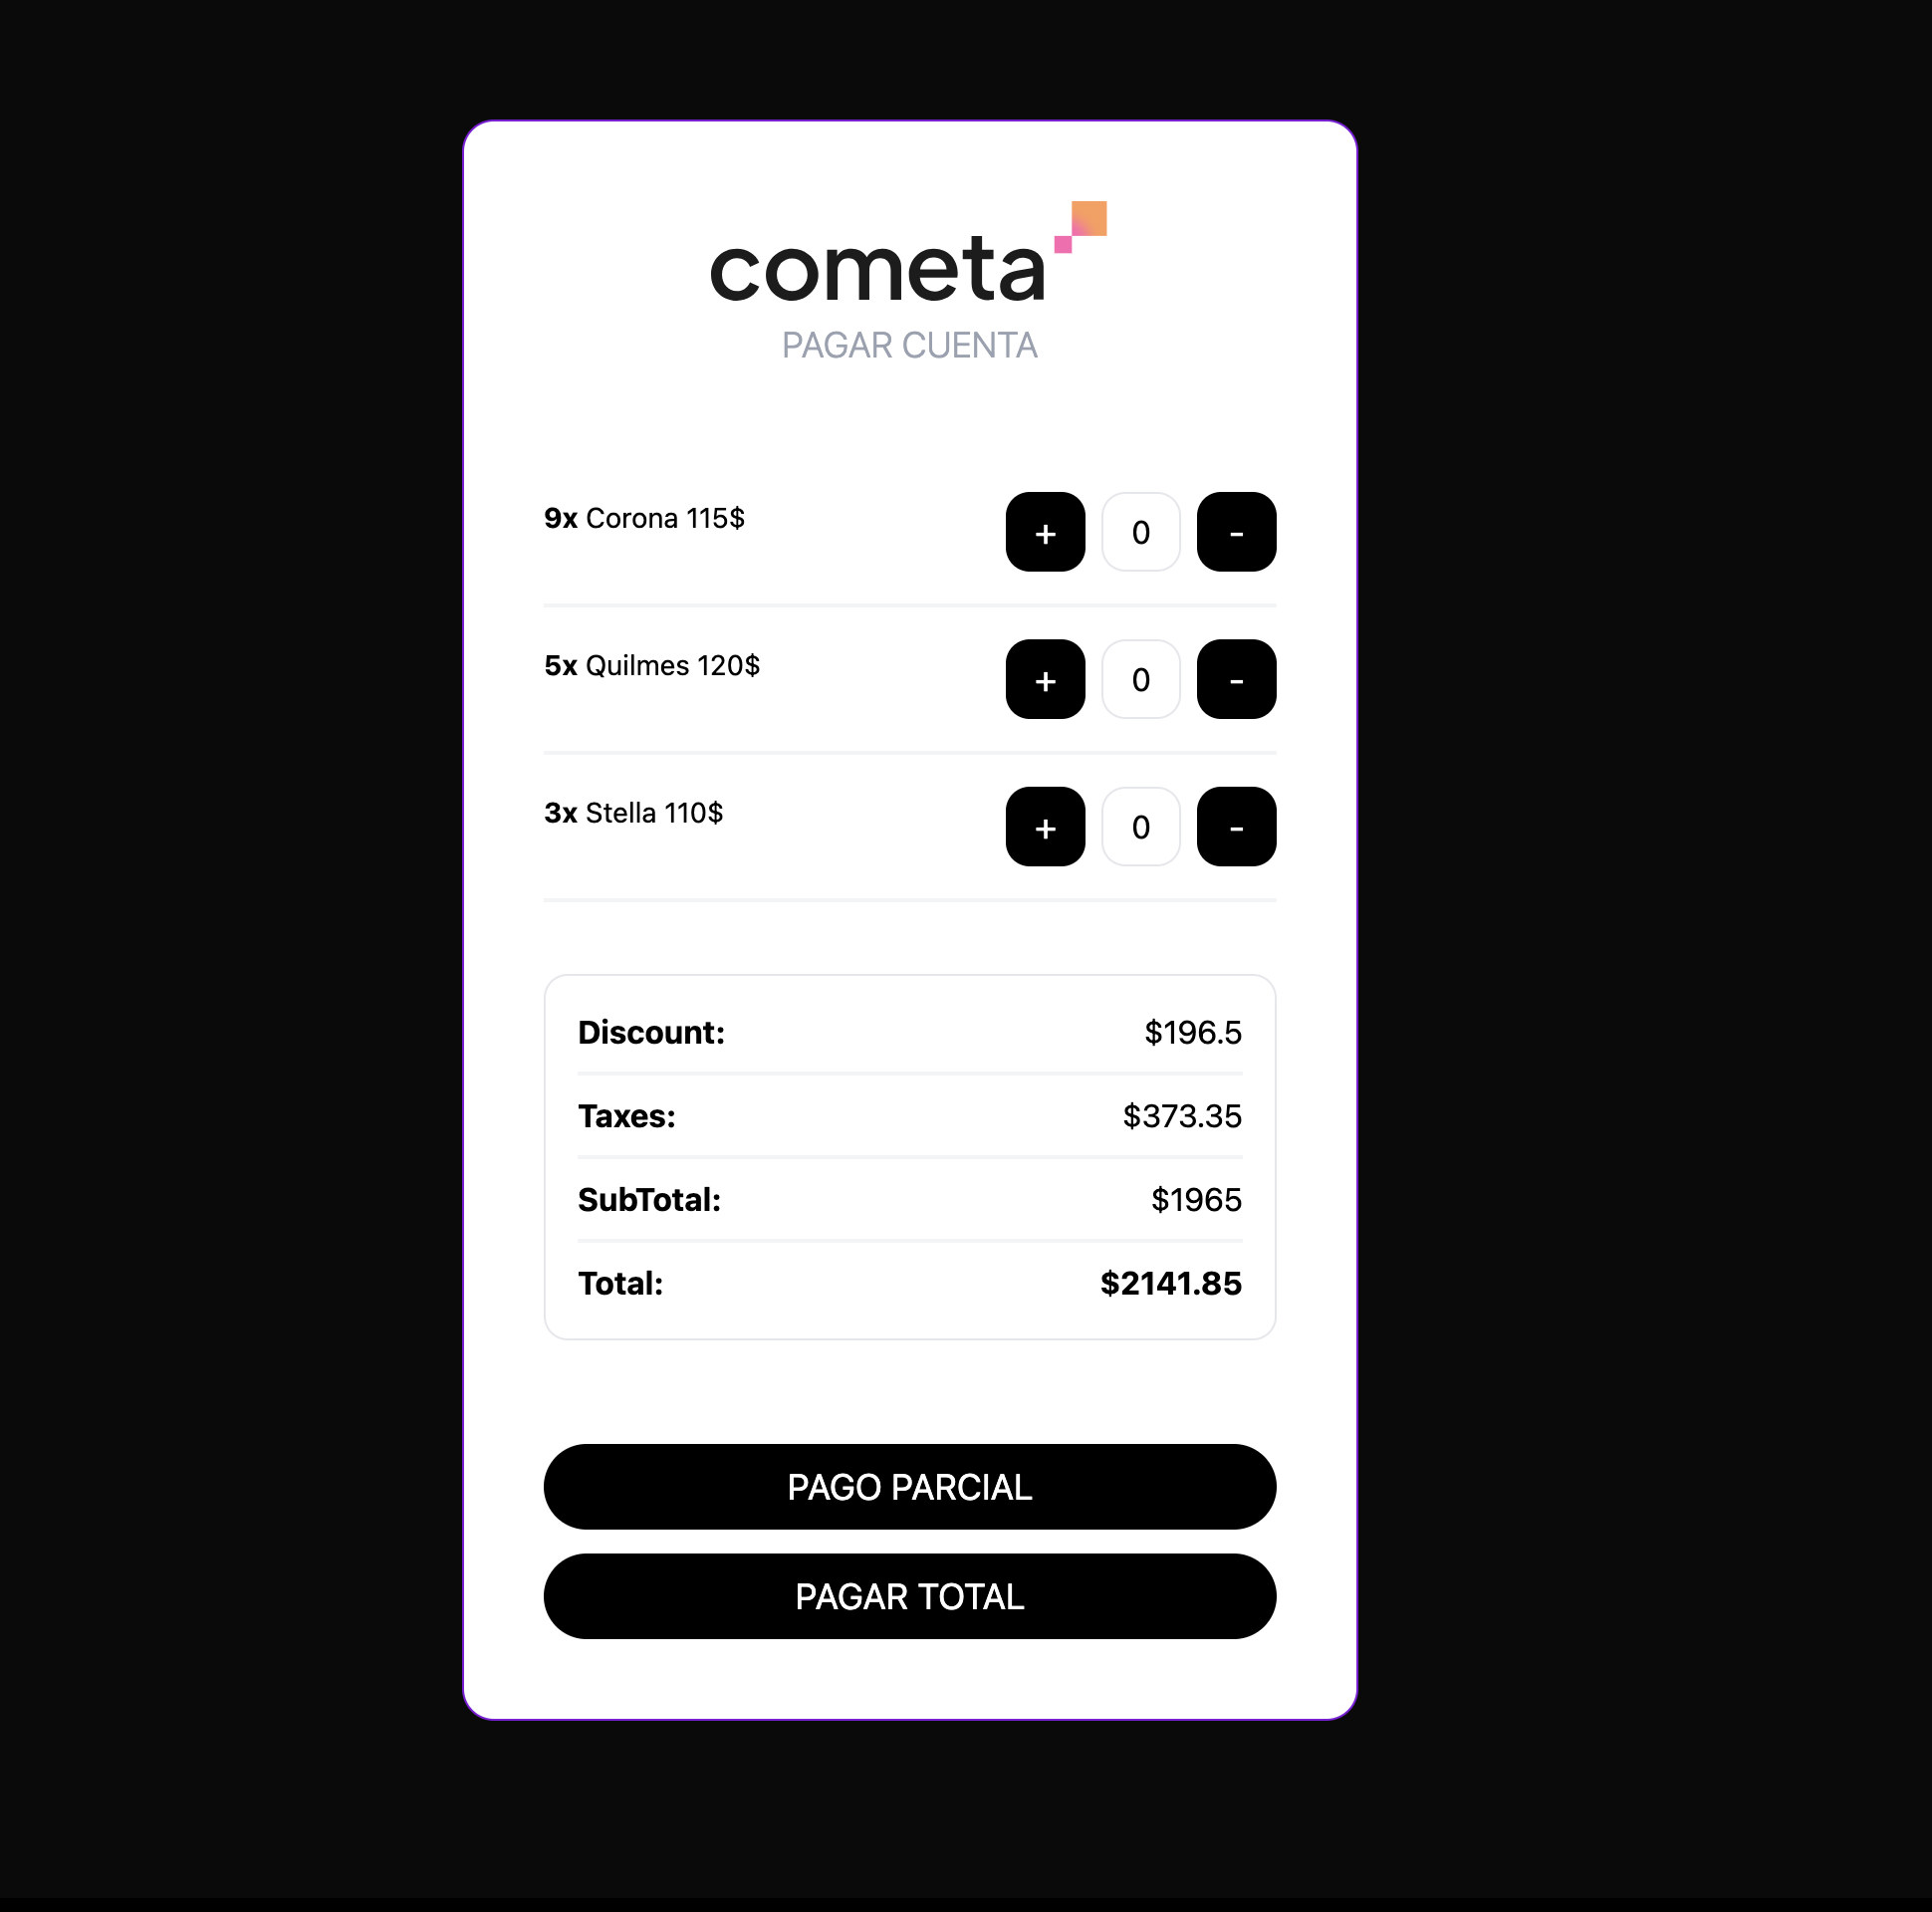 cometa
PAGAR CUENTA
9x Corona 115$ + 0 -
5x Quilmes 120$ + 0 -
3x Stella 110$ + 0 -
Discount: $196.5
Taxes: $373.35
SubTotal: $1965
Total: $2141.85
PAGO PARCIAL
PAGAR TOTAL